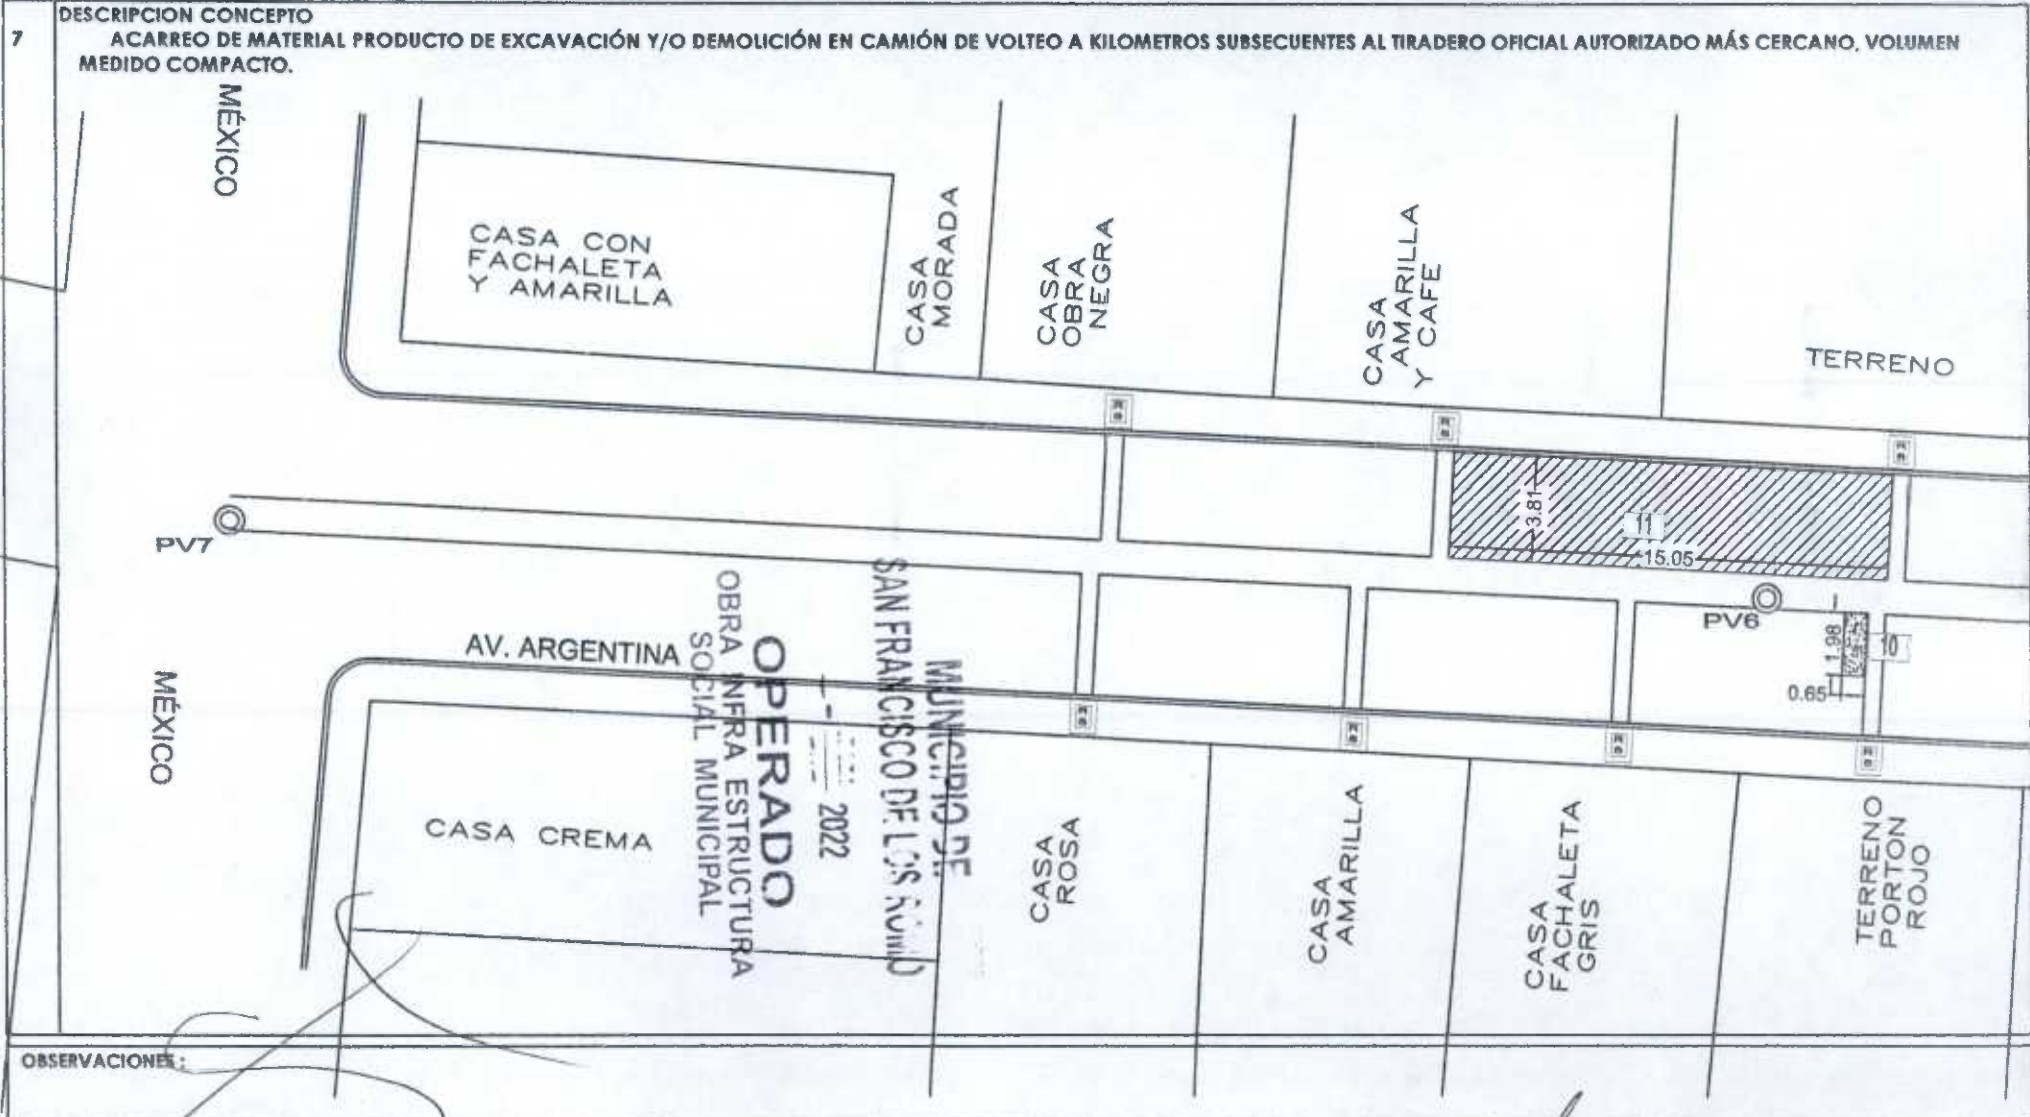 DESCRIPCION CONCEPTO
7
ACARREO DE MATERIAL PRODUCTO DE EXCAVACIÓN Y/O DEMOLICIÓN EN CAMIÓN DE VOLTEO A KILOMETROS SUBSECUENTES AL TIRADERO OFICIAL AUTORIZADO MÁS CERCANO, VOLUMEN
MEDIDO COMPACTO.
MÉXICO
CASA CON
FACHALETA
Y AMARILLA
CASA
MORADA
CASA
OBRA
NEGRA
CASA
AMARILLA
Y CAFE
TERRENO
3.81
11
15.05
PV7
PV6
1.98
10
0.65
AV. ARGENTINA
MÉXICO
MUNICIPIO DE
SAN FRANCISCO DE LOS ROMO
2022
OPERADO
OBRA INFRA ESTRUCTURA
SOCIAL MUNICIPAL
CASA CREMA
CASA
ROSA
CASA
AMARILLA
CASA
FACHALETA
GRIS
TERRENO
PORTON
ROJO
OBSERVACIONES :